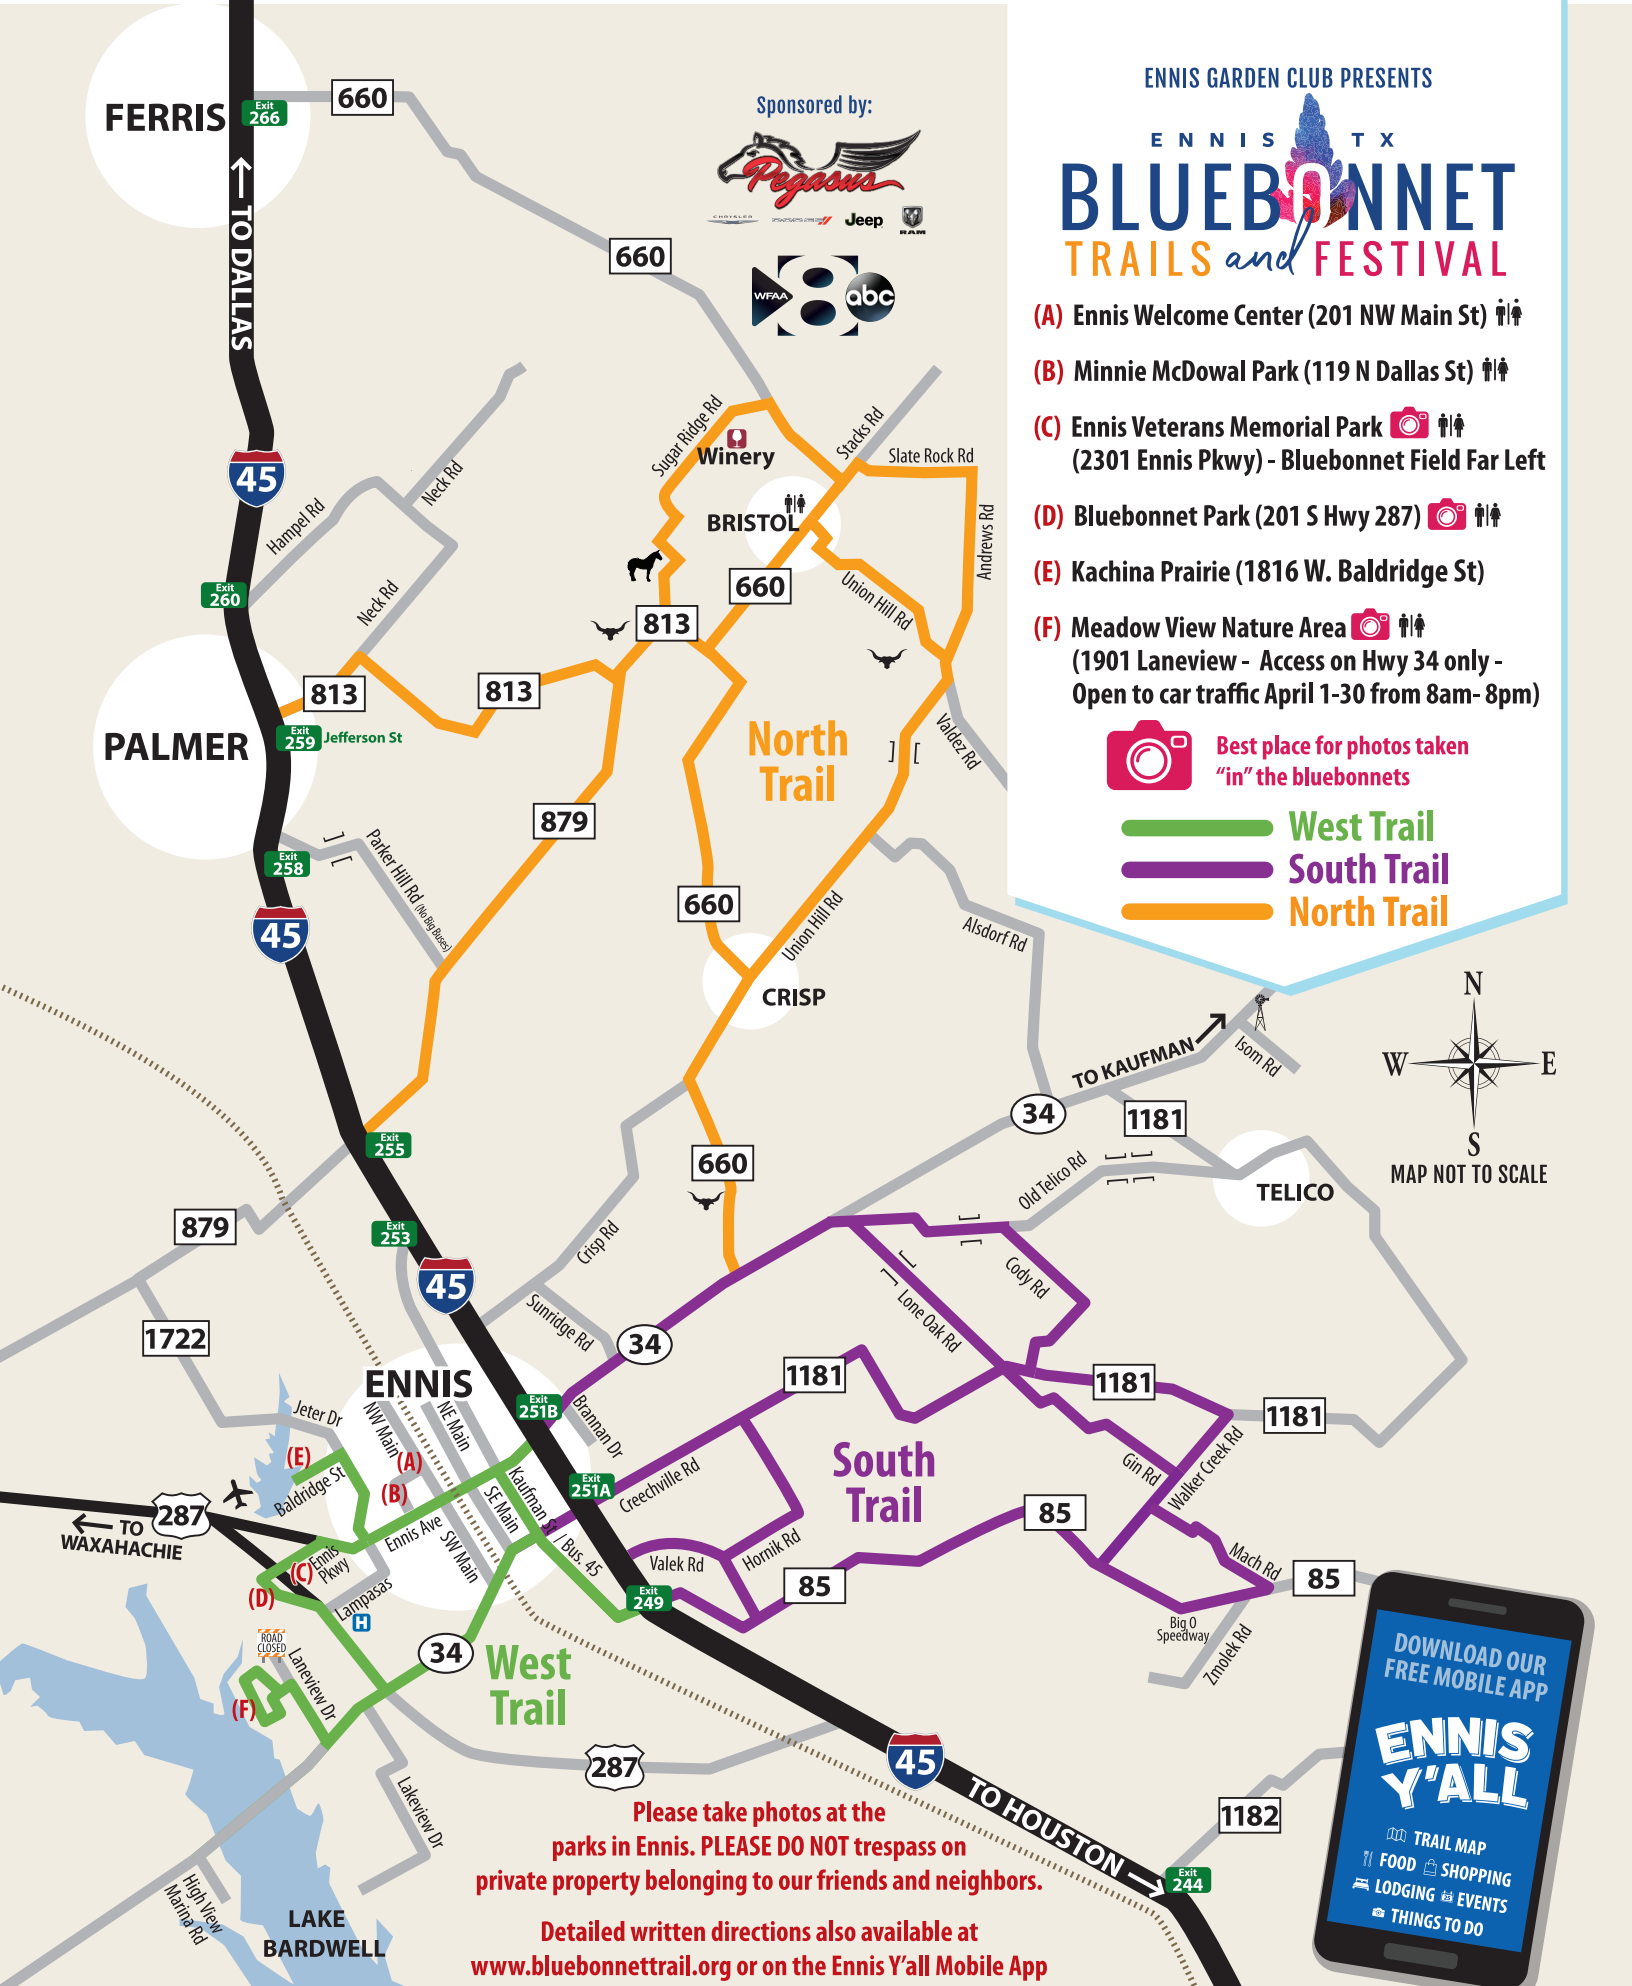 ENNIS GARDEN CLUB PRESENTS
ENNIS TX
BLUEBONNET
TRAILS and FESTIVAL
(A) Ennis Welcome Center (201 NW Main St)
(B) Minnie McDowal Park (119 N Dallas St)
(C) Ennis Veterans Memorial Park
(2301 Ennis Pkwy) - Bluebonnet Field Far Left
(D) Bluebonnet Park (201 S Hwy 287)
(E) Kachina Prairie (1816 W. Baldridge St)
(F) Meadow View Nature Area
(1901 Laneview - Access on Hwy 34 only -
Open to car traffic April 1-30 from 8am- 8pm)
Best place for photos taken
"in" the bluebonnets
West Trail
South Trail
North Trail
Sponsored by:
Pegasus
CHRYSLER
DODGE
Jeep
RAM
WFAA
8
abc
FERRIS
Exit
266
660
TO DALLAS
660
45
Hampel Rd
Neck Rd
Neck Rd
Exit
260
Sugar Ridge Rd
Winery
Stacks Rd
Slate Rock Rd
BRISTOL
Andrews Rd
660
Union Hill Rd
813
813
813
PALMER
Exit
259
Jefferson St
North
Trail
Valdez Rd
879
Exit
258
Parker Hill Rd (No Big Buses)
45
660
Union Hill Rd
Alsdorf Rd
CRISP
TO KAUFMAN
Isom Rd
N
W
E
S
MAP NOT TO SCALE
34
1181
Exit
255
660
Old Telico Rd
TELICO
879
Exit
253
Crisp Rd
45
Cody Rd
Lone Oak Rd
Sunridge Rd
34
1722
1181
1181
1181
ENNIS
Exit
251B
Brannan Dr
Jeter Dr
NW Main
NE Main
(E)
(A)
(B)
Baldridge St
Exit
251A
Creechville Rd
South
Trail
Gin Rd
Walker Creek Rd
287
TO
WAXAHACHIE
Ennis Ave
SE Main
SW Main
Kaufman St / Bus. 45
Ennis
Pkwy
(C)
(D)
Lampasas
H
Valek Rd
Hornik Rd
85
85
Mach Rd
85
Exit
249
Big O
Speedway
Zmolek Rd
ROAD
CLOSED
Laneview Dr
34
West
Trail
(F)
287
45
TO HOUSTON
Lakeview Dr
1182
Exit
244
High View
Marina Rd
LAKE
BARDWELL
Please take photos at the
parks in Ennis. PLEASE DO NOT trespass on
private property belonging to our friends and neighbors.
Detailed written directions also available at
www.bluebonnettrail.org or on the Ennis Y'all Mobile App
DOWNLOAD OUR
FREE MOBILE APP
ENNIS
Y'ALL
TRAIL MAP
FOOD SHOPPING
LODGING EVENTS
THINGS TO DO